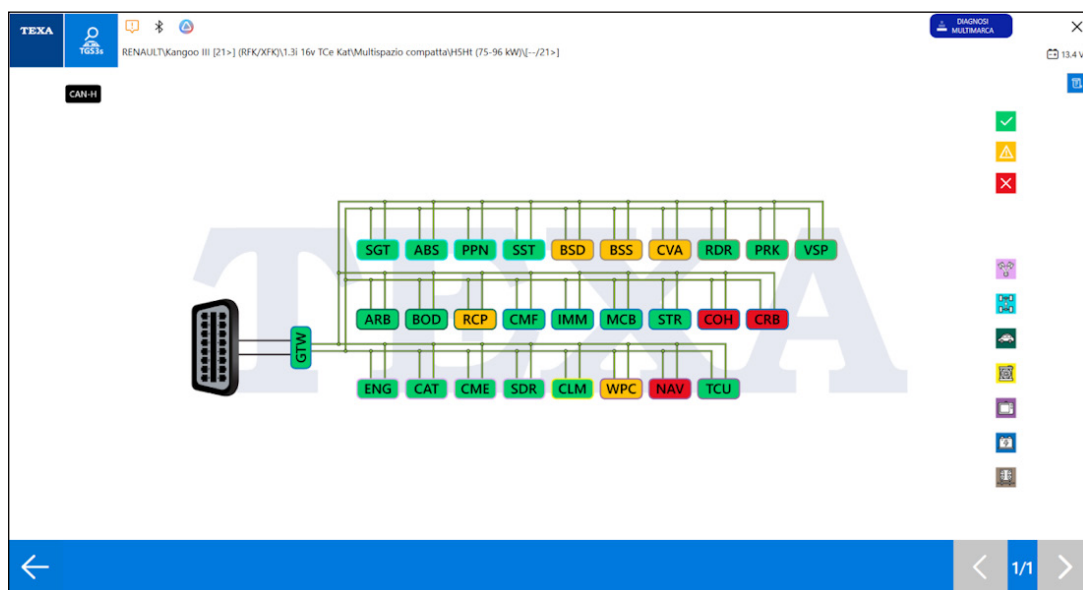 TEXA
TGS3s
RENAULT\Kangoo III [21>] (RFK/XFK)\1.3i 16v TCe Kat\Multispazio compatta\H5Ht (75-96 kW)\[--/21>]
DIAGNOSI
MULTIMARCA
13.4 V
CAN-H
TEXA
SGT ABS PPN SST BSD BSS CVA RDR PRK VSP
ARB BOD RCP CMF IMM MCB STR COH CRB
GTW
ENG CAT CME SDR CLM WPC NAV TCU
1/1